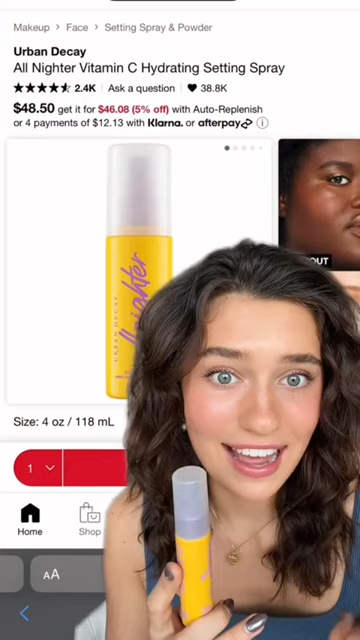 Makeup > Face > Setting Spray & Powder
Urban Decay
All Nighter Vitamin C Hydrating Setting Spray
2.4K | Ask a question | 38.8K
$48.50 get it for $46.08 (5% off) with Auto-Replenish
or 4 payments of $12.13 with Klarna. or afterpay
URBAN DECAY
allnighter
OUT
Size: 4 oz / 118 mL
1
Home
Shop
AA